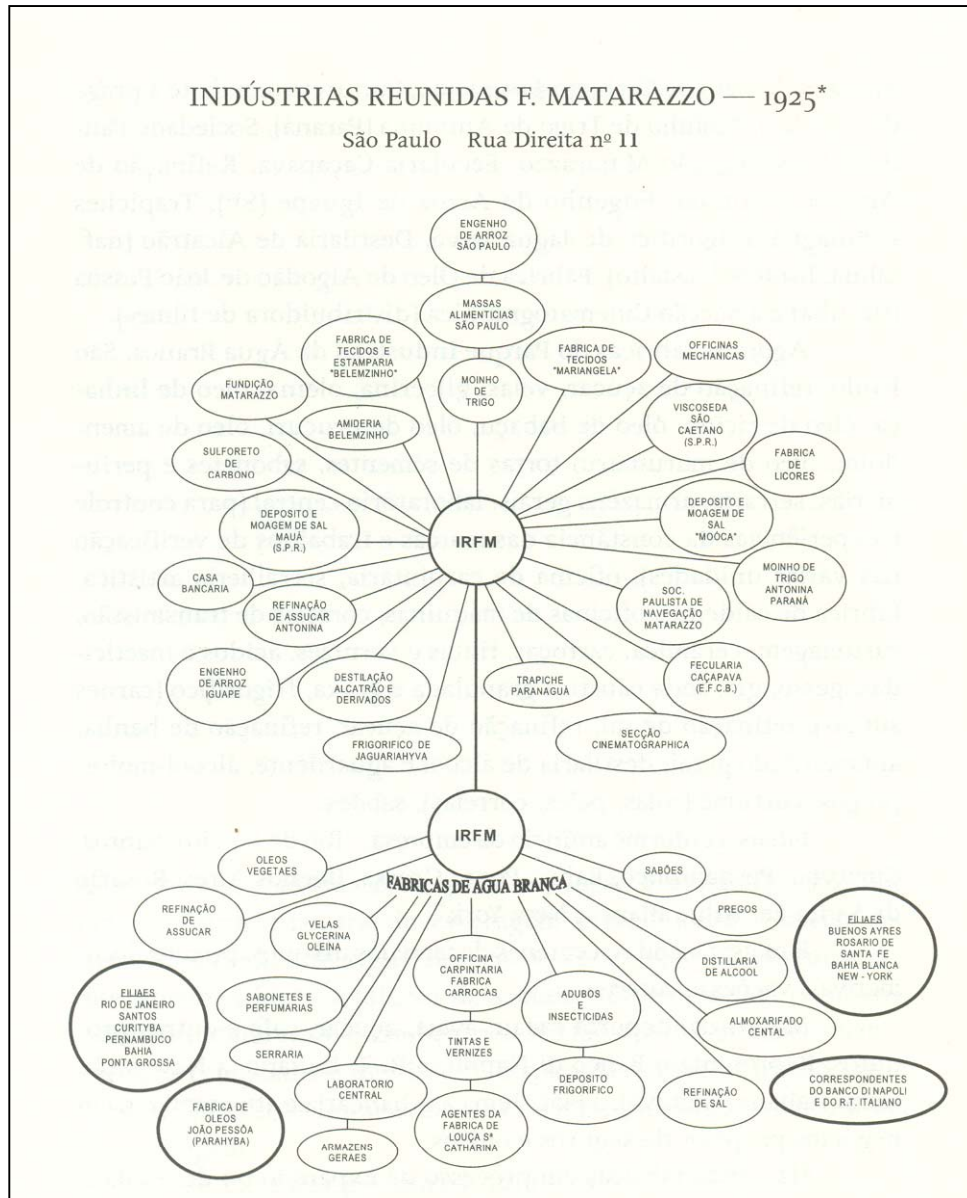 INDÚSTRIAS REUNIDAS F. MATARAZZO — 1925*
São Paulo Rua Direita nº 11
ENGENHO
DE ARROZ
SÃO PAULO
MASSAS
ALIMENTICIAS
SÃO PAULO
FABRICA DE
TECIDOS E
ESTAMPARIA
"BELEMZINHO"
MOINHO
DE
TRIGO
FABRICA DE
TECIDOS
"MARIANGELA"
OFFICINAS
MECHANICAS
FUNDIÇÃO
MATARAZZO
AMIDERIA
BELEMZINHO
VISCOSEDA
SÃO
CAETANO
(S.P.R.)
SULFORETO
DE
CARBONO
FABRICA
DE
LICORES
DEPOSITO E
MOAGEM DE SAL
MAUÁ
(S.P.R.)
IRFM
DEPOSITO E
MOAGEM DE
SAL
"MOÓCA"
CASA
BANCARIA
REFINAÇÃO
DE ASSUCAR
ANTONINA
SOC.
PAULISTA DE
NAVEGAÇÃO
MATARAZZO
MOINHO DE
TRIGO
ANTONINA
PARANÁ
ENGENHO
DE ARROZ
IGUAPE
DESTILAÇÃO
ALCATRÃO E
DERIVADOS
TRAPICHE
PARANAGUÁ
FECULARIA
CAÇAPAVA
(E.F.C.B.)
FRIGORIFICO DE
JAGUARIAHYVA
SECÇÃO
CINEMATOGRAPHICA
IRFM
FABRICAS DE AGUA BRANCA
OLEOS
VEGETAES
SABÕES
REFINAÇÃO
DE
ASSUCAR
VELAS
GLYCERINA
OLEINA
PREGOS
FILIAES
BUENOS AYRES
ROSARIO DE
SANTA FE
BAHIA BLANCA
NEW - YORK
OFFICINA
CARPINTARIA
FABRICA
CARROCAS
DISTILLARIA
DE ALCOOL
FILIAES
RIO DE JANEIRO
SANTOS
CURITYBA
PERNAMBUCO
BAHIA
PONTA GROSSA
SABONETES E
PERFUMARIAS
ADUBOS
E
INSECTICIDAS
ALMOXARIFADO
CENTAL
SERRARIA
TINTAS E
VERNIZES
LABORATORIO
CENTRAL
DEPOSITO
FRIGORIFICO
REFINAÇÃO
DE SAL
CORRESPONDENTES
DO BANCO DI NAPOLI
E DO R.T. ITALIANO
FABRICA DE
OLEOS
JOÃO PESSÔA
(PARAHYBA)
ARMAZENS
GERAES
AGENTES DA
FABRICA DE
LOUÇA Sª
CATHARINA